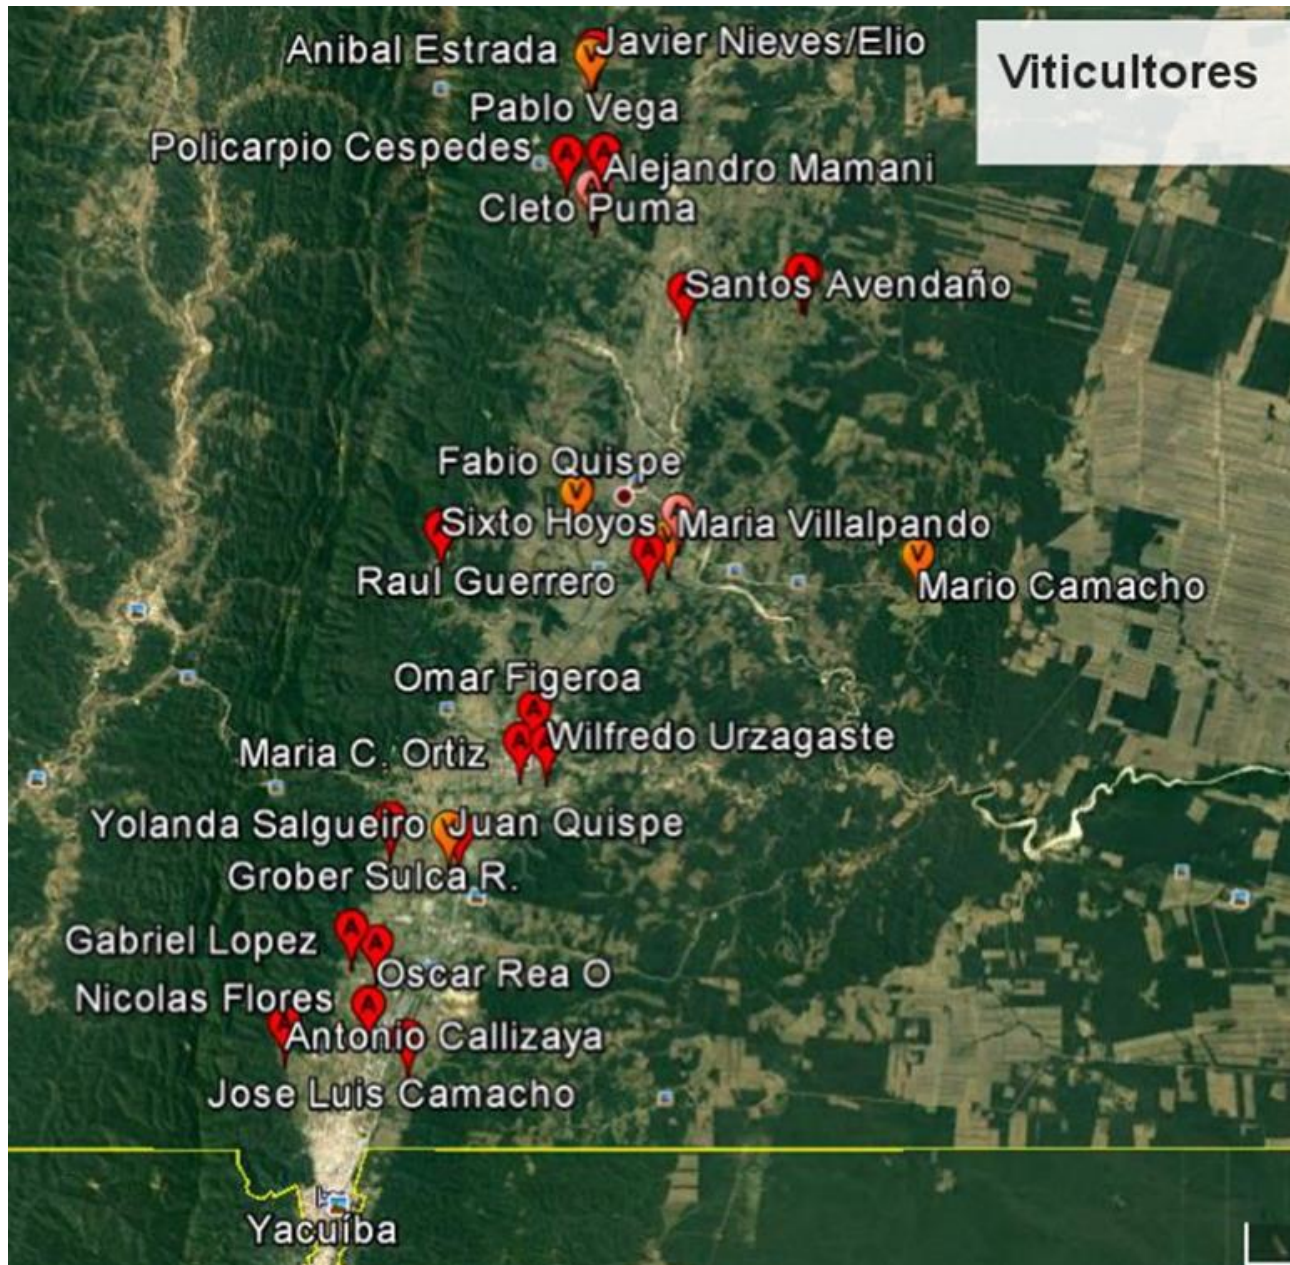 Viticultores
Anibal Estrada
Javier Nieves/Elio
Pablo Vega
Policarpio Cespedes
Alejandro Mamani
Cleto Puma
Santos Avendaño
Fabio Quispe
Sixto Hoyos
Maria Villalpando
Raul Guerrero
Mario Camacho
Omar Figeroa
Maria C. Ortiz
Wilfredo Urzagaste
Yolanda Salgueiro
Juan Quispe
Grober Sulca R.
Gabriel Lopez
Oscar Rea O
Nicolas Flores
Antonio Callizaya
Jose Luis Camacho
Yacuíba